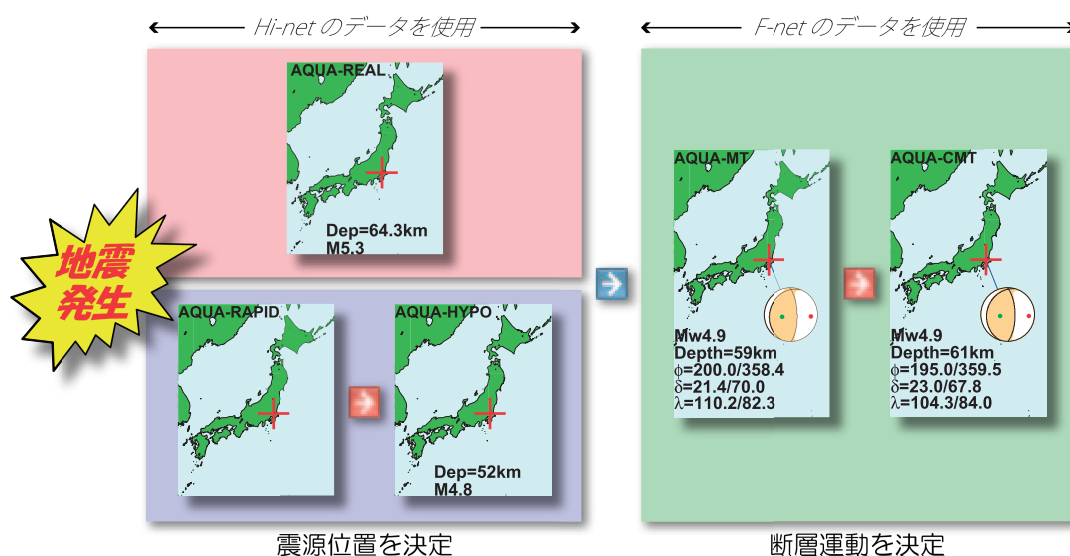 Hi-net のデータを使用
F-net のデータを使用
地震
発生
AQUA-REAL
Dep=64.3km
M5.3
AQUA-RAPID
AQUA-HYPO
Dep=52km
M4.8
震源位置を決定
AQUA-MT
Mw4.9
Depth=59km
φ=200.0/358.4
δ=21.4/70.0
λ=110.2/82.3
AQUA-CMT
Mw4.9
Depth=61km
φ=195.0/359.5
δ=23.0/67.8
λ=104.3/84.0
断層運動を決定